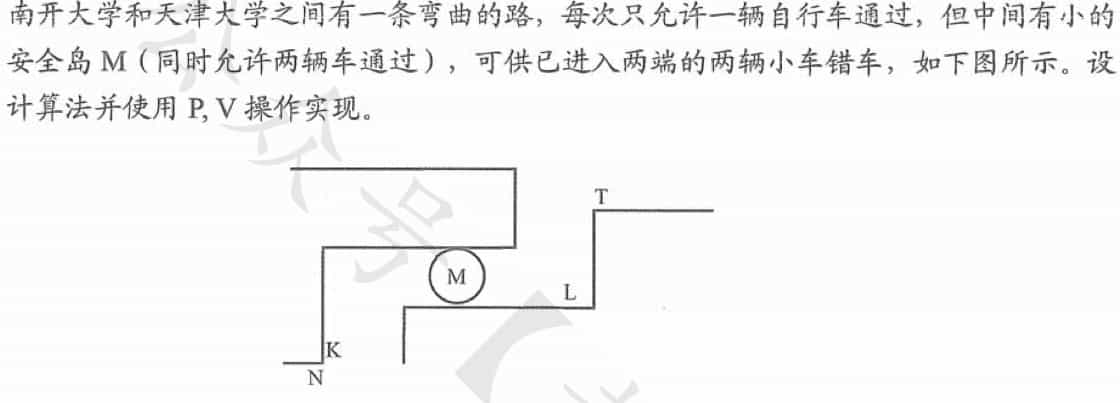 南开大学和天津大学之间有一条弯曲的路，每次只允许一辆自行车通过，但中间有小的
安全岛 M（同时允许两辆车通过），可供已进入两端的两辆小车错车，如下图所示。设
计算法并使用 P, V 操作实现。
公众号【
T
M
L
K
N